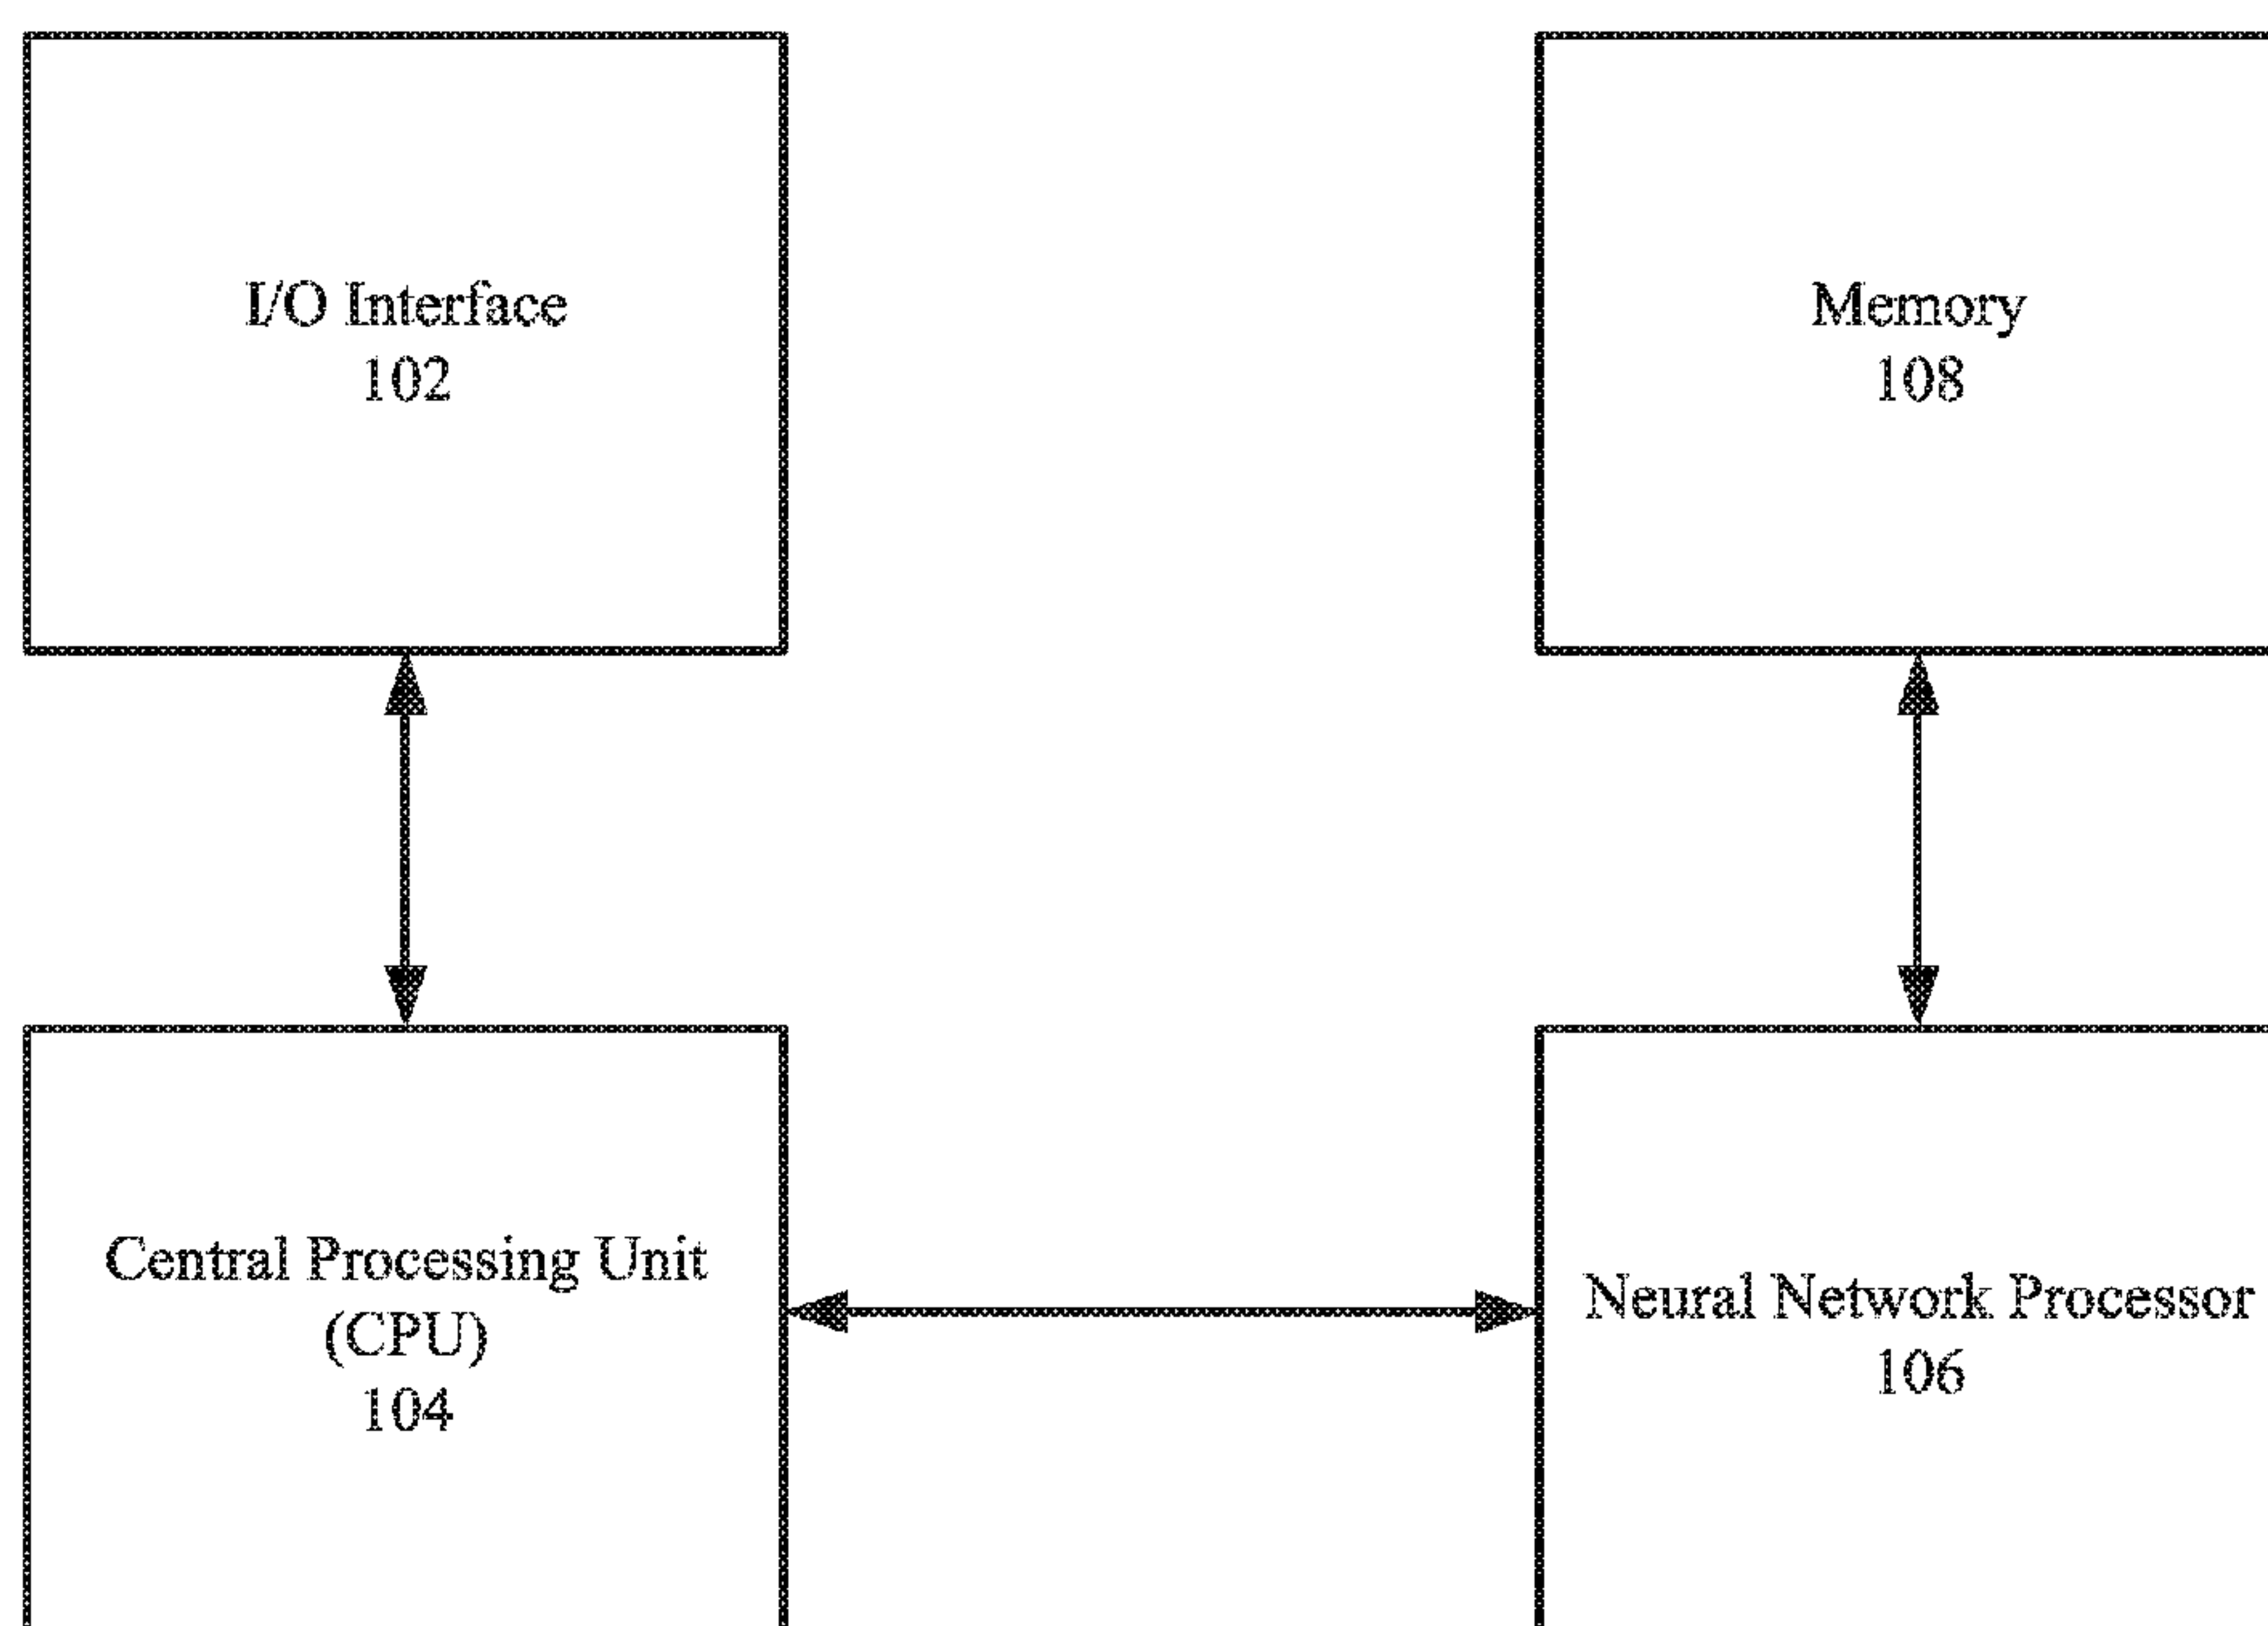 I/O Interface
102
Memory
108
Central Processing Unit
(CPU)
104
Neural Network Processor
106